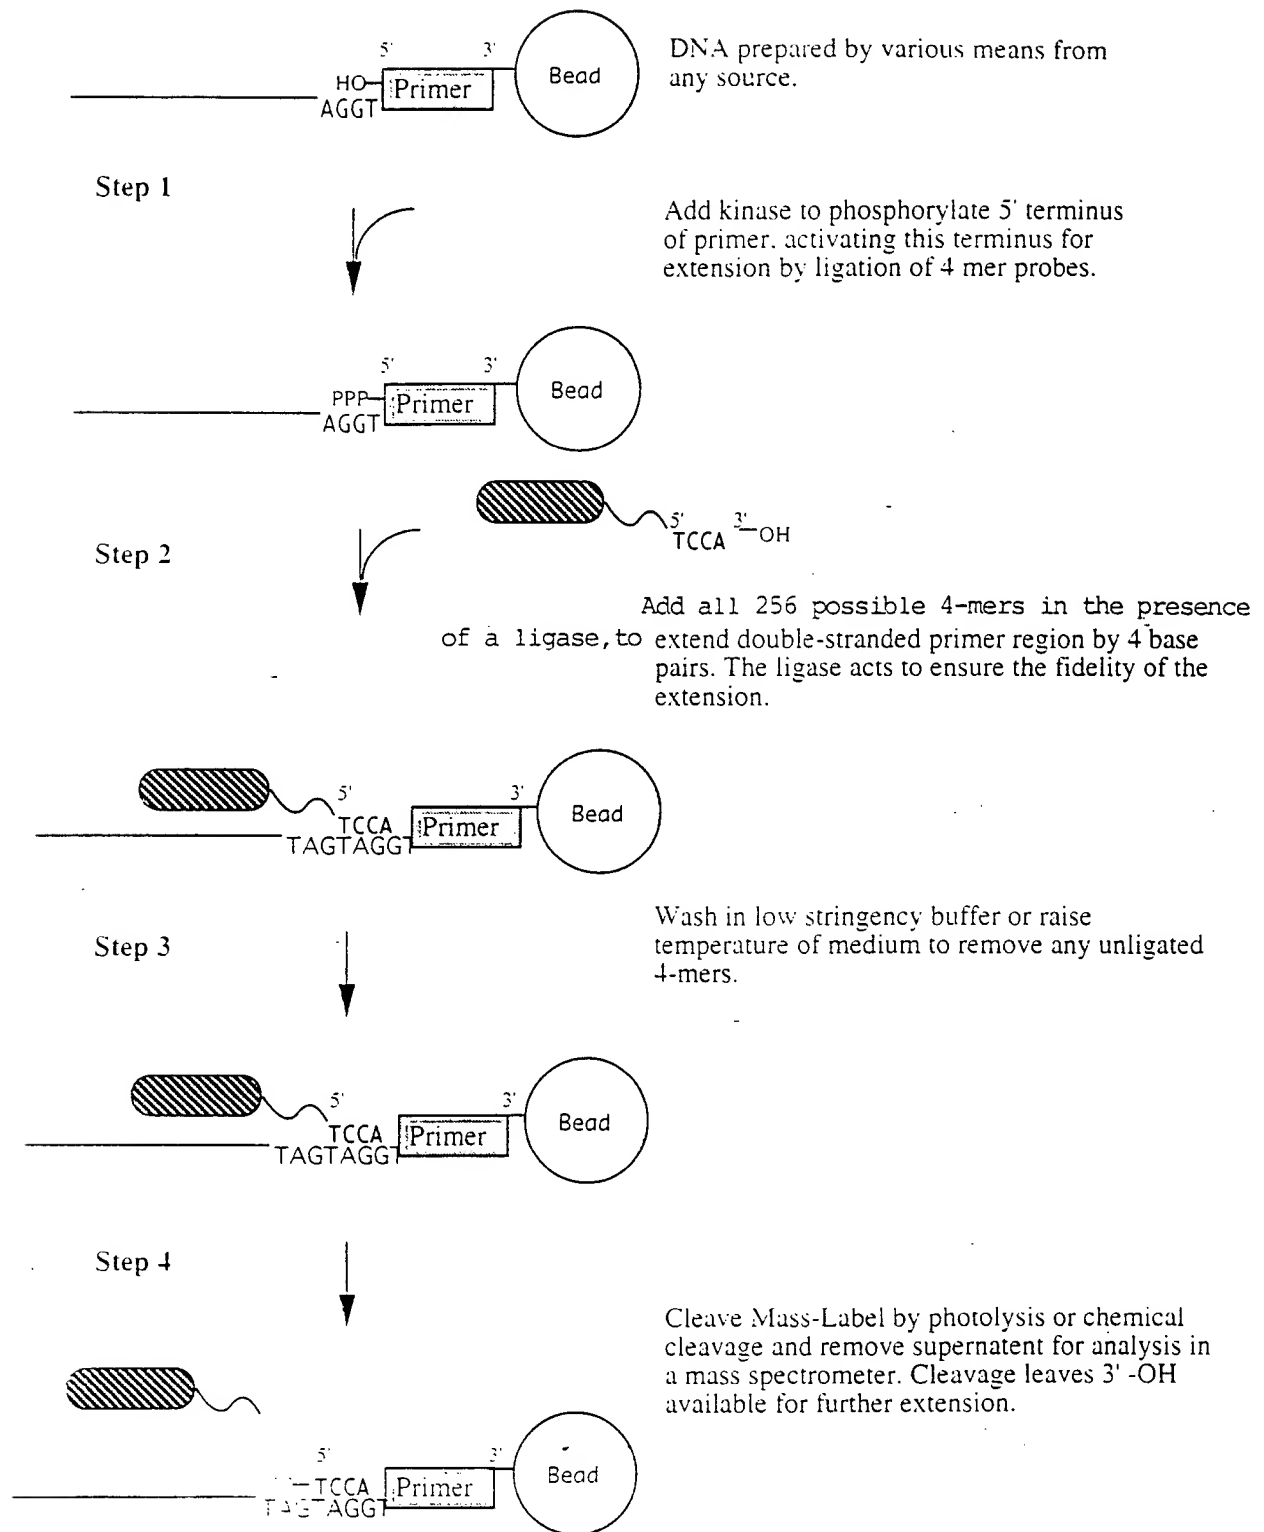 5' 3'
HO Primer Bead
AGGT
DNA prepared by various means from
any source.
Step 1
Add kinase to phosphorylate 5' terminus
of primer. activating this terminus for
extension by ligation of 4 mer probes.
5' 3'
PPP Primer Bead
AGGT
5' 3'
TCCA OH
Step 2
Add all 256 possible 4-mers in the presence
of a ligase,to extend double-stranded primer region by 4 base
pairs. The ligase acts to ensure the fidelity of the
extension.
5' 3'
TCCA Primer Bead
TAGTAGGT
Step 3
Wash in low stringency buffer or raise
temperature of medium to remove any unligated
4-mers.
5' 3'
TCCA Primer Bead
TAGTAGGT
Step 4
Cleave Mass-Label by photolysis or chemical
cleavage and remove supernatent for analysis in
a mass spectrometer. Cleavage leaves 3' -OH
available for further extension.
5' 3'
TCCA Primer Bead
TAGTAGGT